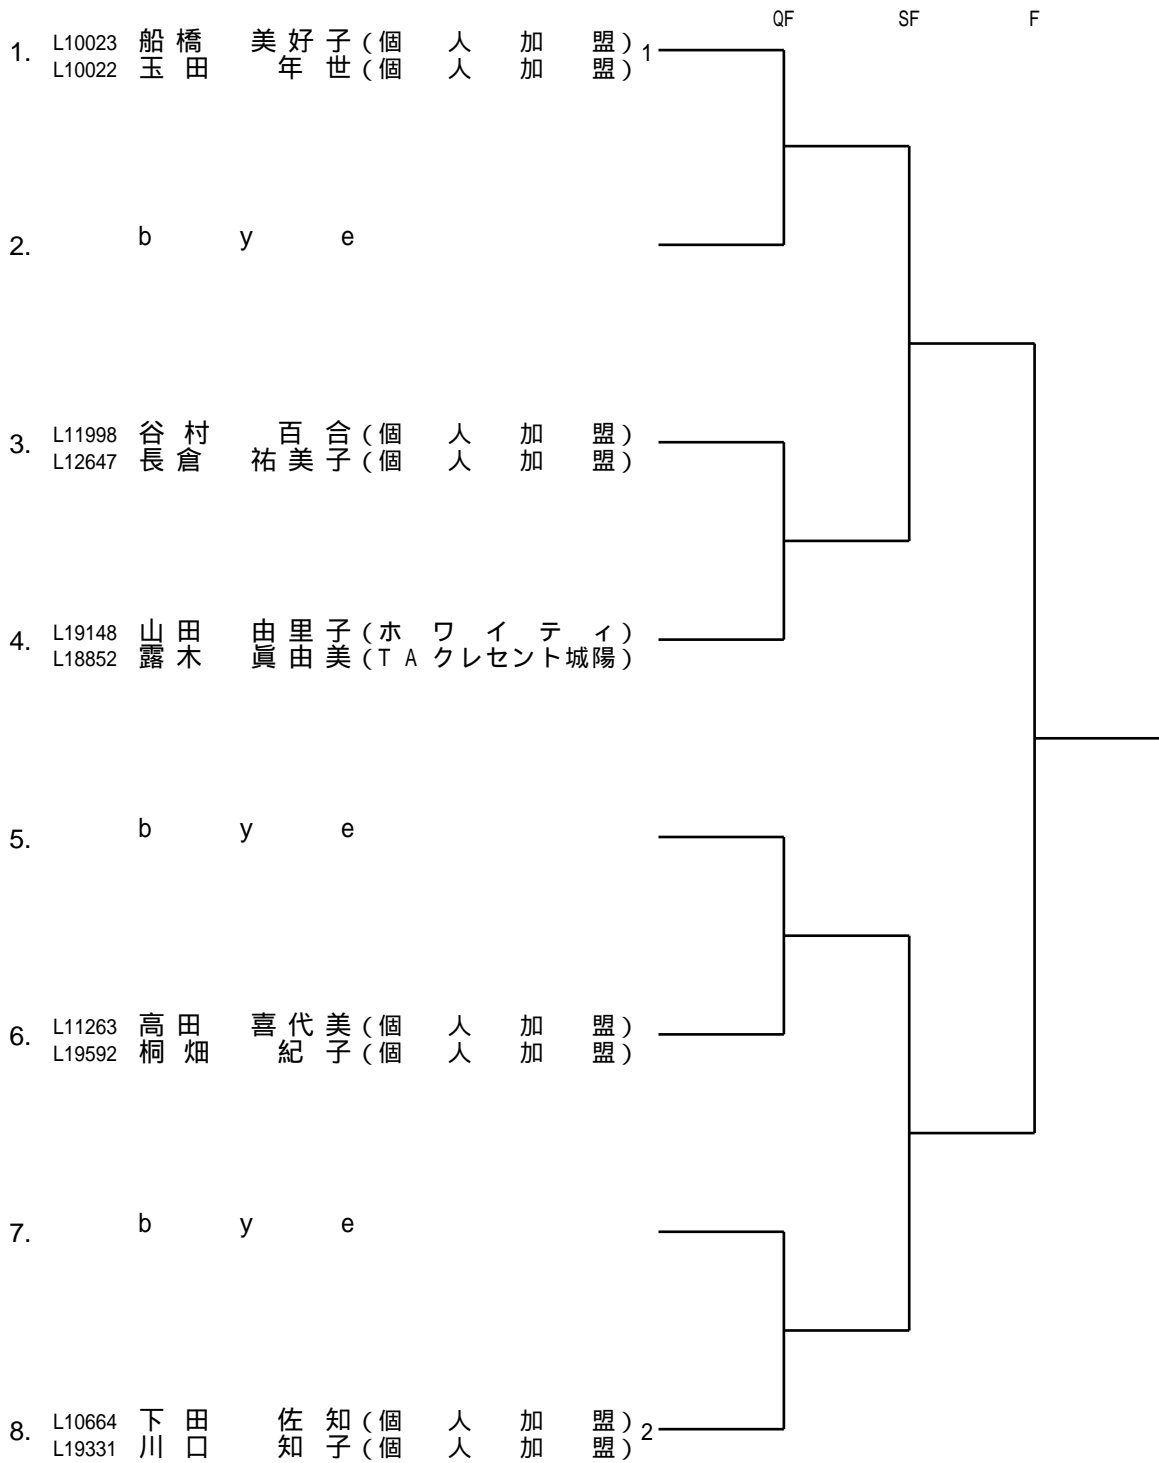 QF SF F
1. L10023 船橋 美好子(個人加盟) 1
L10022 玉田 年世(個人加盟)
2. bye
3. L11998 谷村 百合(個人加盟)
L12647 長倉 祐美子(個人加盟)
4. L19148 山田 由里子(ホワイティ)
L18852 露木 眞由美(TAクレセント城陽)
5. bye
6. L11263 高田 喜代美(個人加盟)
L19592 桐畑 紀子(個人加盟)
7. bye
8. L10664 下田 佐知(個人加盟) 2
L19331 川口 知子(個人加盟)